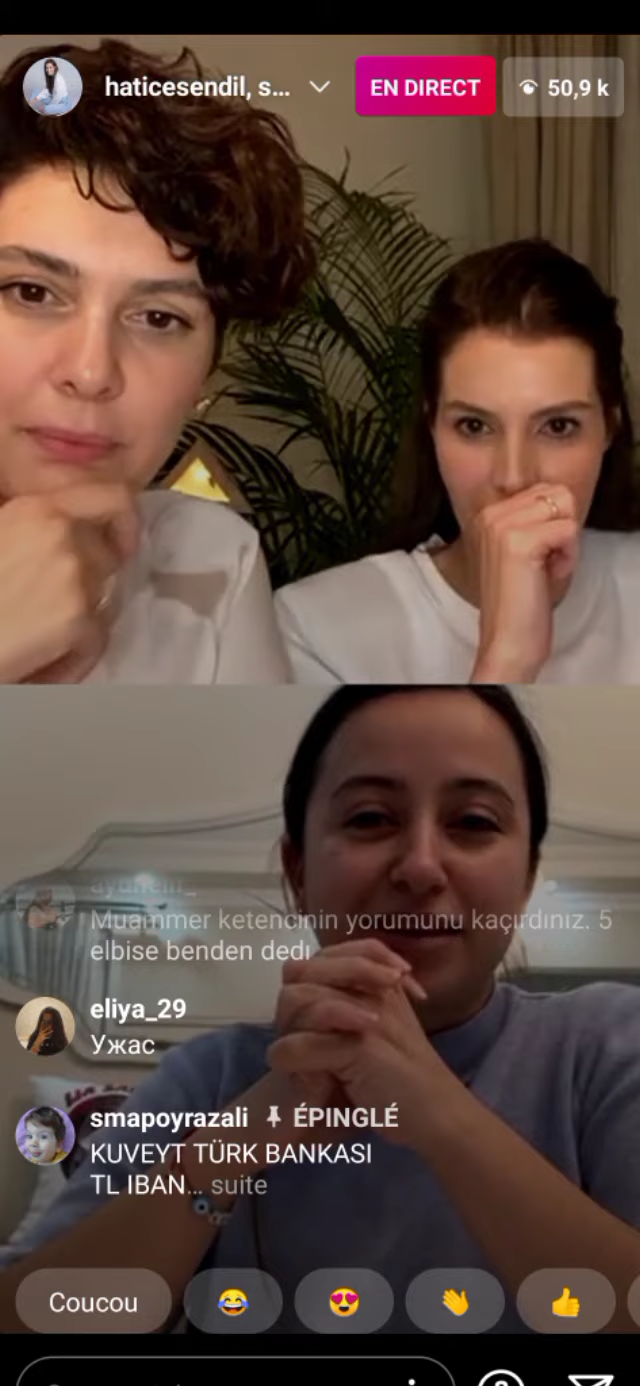 haticesendil, s...
EN DIRECT
50,9 k
Muammer ketencinin yorumunu kaçırdınız. 5
elbise benden dedı
eliya_29
Ужас
smapoyrazali ÉPINGLÉ
KUVEYT TÜRK BANKASI
TL IBAN... suite
Coucou